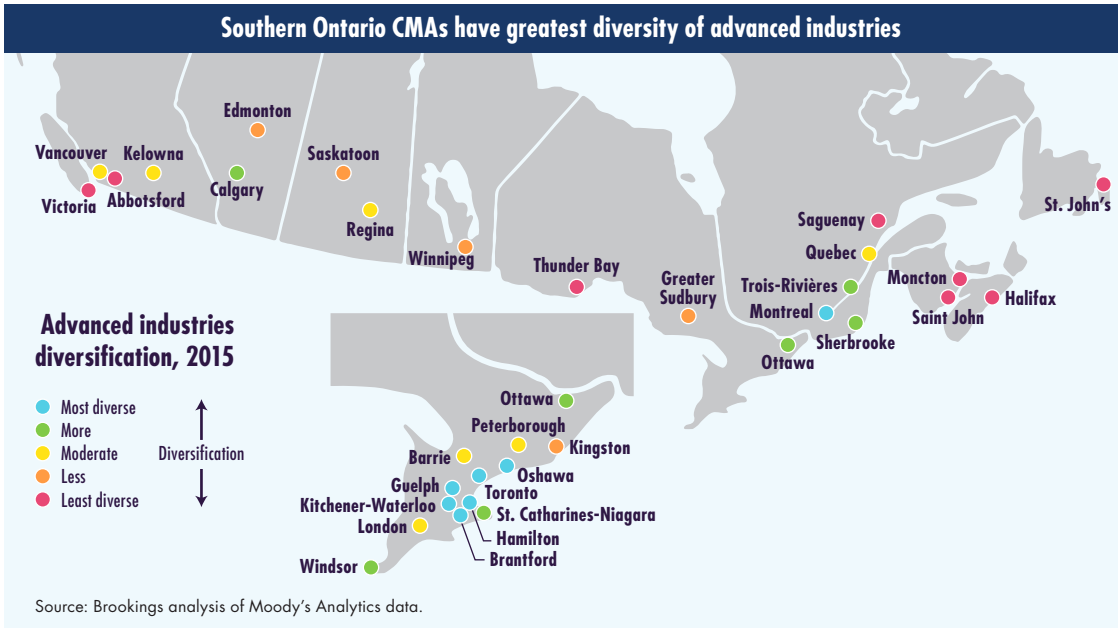 Southern Ontario CMAs have greatest diversity of advanced industries
Edmonton
Vancouver
Kelowna
Saskatoon
Calgary
Abbotsford
Victoria
Regina
Winnipeg
Thunder Bay
Greater
Sudbury
St. John's
Saguenay
Quebec
Trois-Rivières
Montreal
Moncton
Halifax
Saint John
Sherbrooke
Ottawa
Advanced industries
diversification, 2015
Most diverse
More
Moderate
Less
Least diverse
Diversification
Ottawa
Peterborough
Kingston
Barrie
Oshawa
Guelph
Toronto
Kitchener-Waterloo
St. Catharines-Niagara
London
Hamilton
Brantford
Windsor
Source: Brookings analysis of Moody's Analytics data.